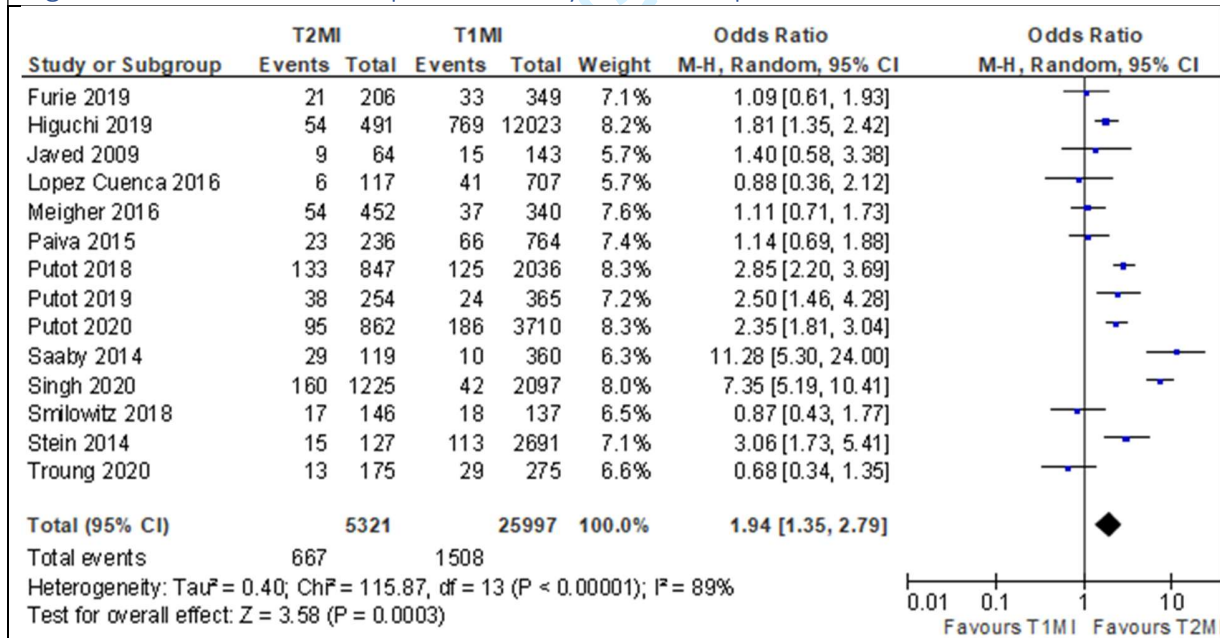 T2MI T1MI Odds Ratio Odds Ratio
Study or Subgroup Events Total Events Total Weight M-H, Random, 95% CI M-H, Random, 95% CI
Furie 2019 21 206 33 349 7.1% 1.09 [0.61, 1.93]
Higuchi 2019 54 491 769 12023 8.2% 1.81 [1.35, 2.42]
Javed 2009 9 64 15 143 5.7% 1.40 [0.58, 3.38]
Lopez Cuenca 2016 6 117 41 707 5.7% 0.88 [0.36, 2.12]
Meigher 2016 54 452 37 340 7.6% 1.11 [0.71, 1.73]
Paiva 2015 23 236 66 764 7.4% 1.14 [0.69, 1.88]
Putot 2018 133 847 125 2036 8.3% 2.85 [2.20, 3.69]
Putot 2019 38 254 24 365 7.2% 2.50 [1.46, 4.28]
Putot 2020 95 862 186 3710 8.3% 2.35 [1.81, 3.04]
Saaby 2014 29 119 10 360 6.3% 11.28 [5.30, 24.00]
Singh 2020 160 1225 42 2097 8.0% 7.35 [5.19, 10.41]
Smilowitz 2018 17 146 18 137 6.5% 0.87 [0.43, 1.77]
Stein 2014 15 127 113 2691 7.1% 3.06 [1.73, 5.41]
Troung 2020 13 175 29 275 6.6% 0.68 [0.34, 1.35]
Total (95% CI) 5321 25997 100.0% 1.94 [1.35, 2.79]
Total events 667 1508
Heterogeneity: Tau² = 0.40; Chi² = 115.87, df = 13 (P < 0.00001); I² = 89%
Test for overall effect: Z = 3.58 (P = 0.0003)
0.01 0.1 1 10
Favours T1MI Favours T2M